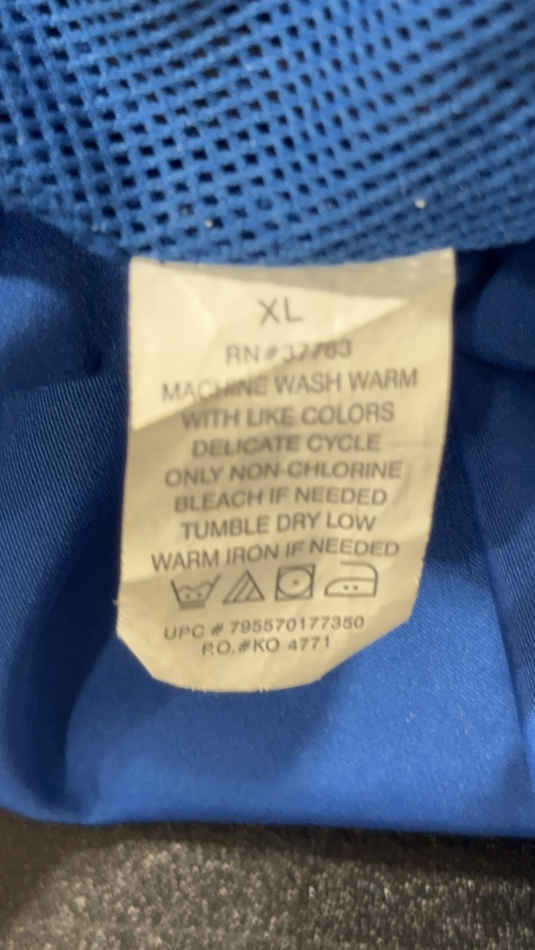 XL
RN#37763
MACHINE WASH WARM
WITH LIKE COLORS
DELICATE CYCLE
ONLY NON-CHLORINE
BLEACH IF NEEDED
TUMBLE DRY LOW
WARM IRON IF NEEDED
UPC # 795570177350
P.O.#KO 4771